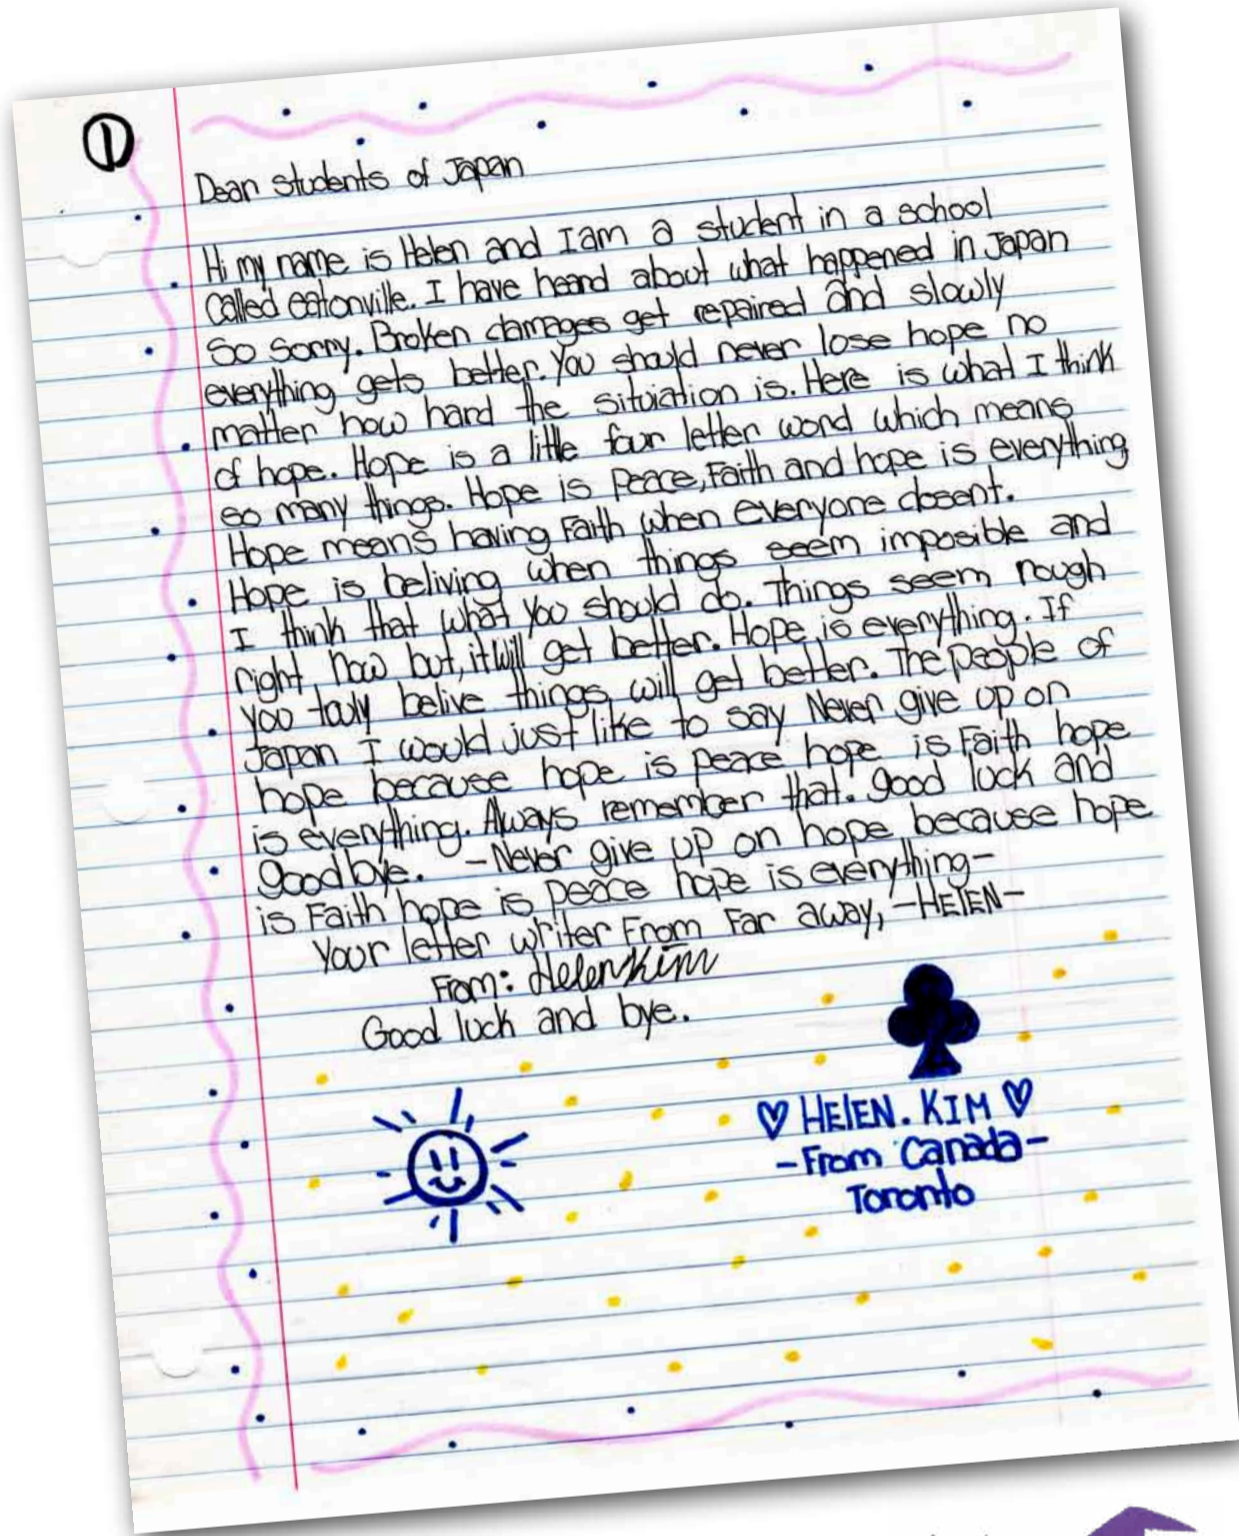 ①
Dear students of Japan
Hi my name is Helen and I am a student in a school
called eatonville. I have heard about what happened in Japan
So sorry. Broken damages get repaired and slowly
everything gets better. You should never lose hope no
matter how hard the situiation is. Here is what I think
of hope. Hope is a little four letter word which means
so many things. Hope is Peace, Faith and hope is everything
Hope means having Faith when everyone dosent.
Hope is beliving when things seem imposible and
I think that what you should do. Things seem rough
right now but, it will get better. Hope is everything. If
you truly belive things will get better. The people of
Japan I would just like to say Never give up on
hope because hope is peace hope is Faith hope
is everything. Always remember that. good luck and
goodbye. -Never give up on hope because hope
is Faith hope is peace hope is everything-
Your letter writer From Far away, -HElEN-
From: Helen Kim
Good luck and bye.
♡ HElEN. KIM ♡
-From Canada-
Toronto